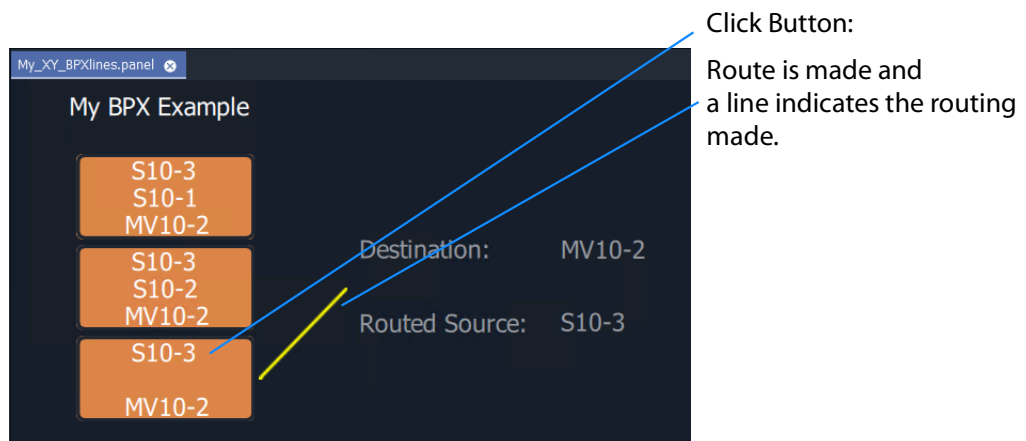 Click Button:
Route is made and
a line indicates the routing
made.
My_XY_BPXlines.panel
My BPX Example
S10-3
S10-1
MV10-2
S10-3
S10-2
MV10-2
S10-3
MV10-2
Destination: MV10-2
Routed Source: S10-3